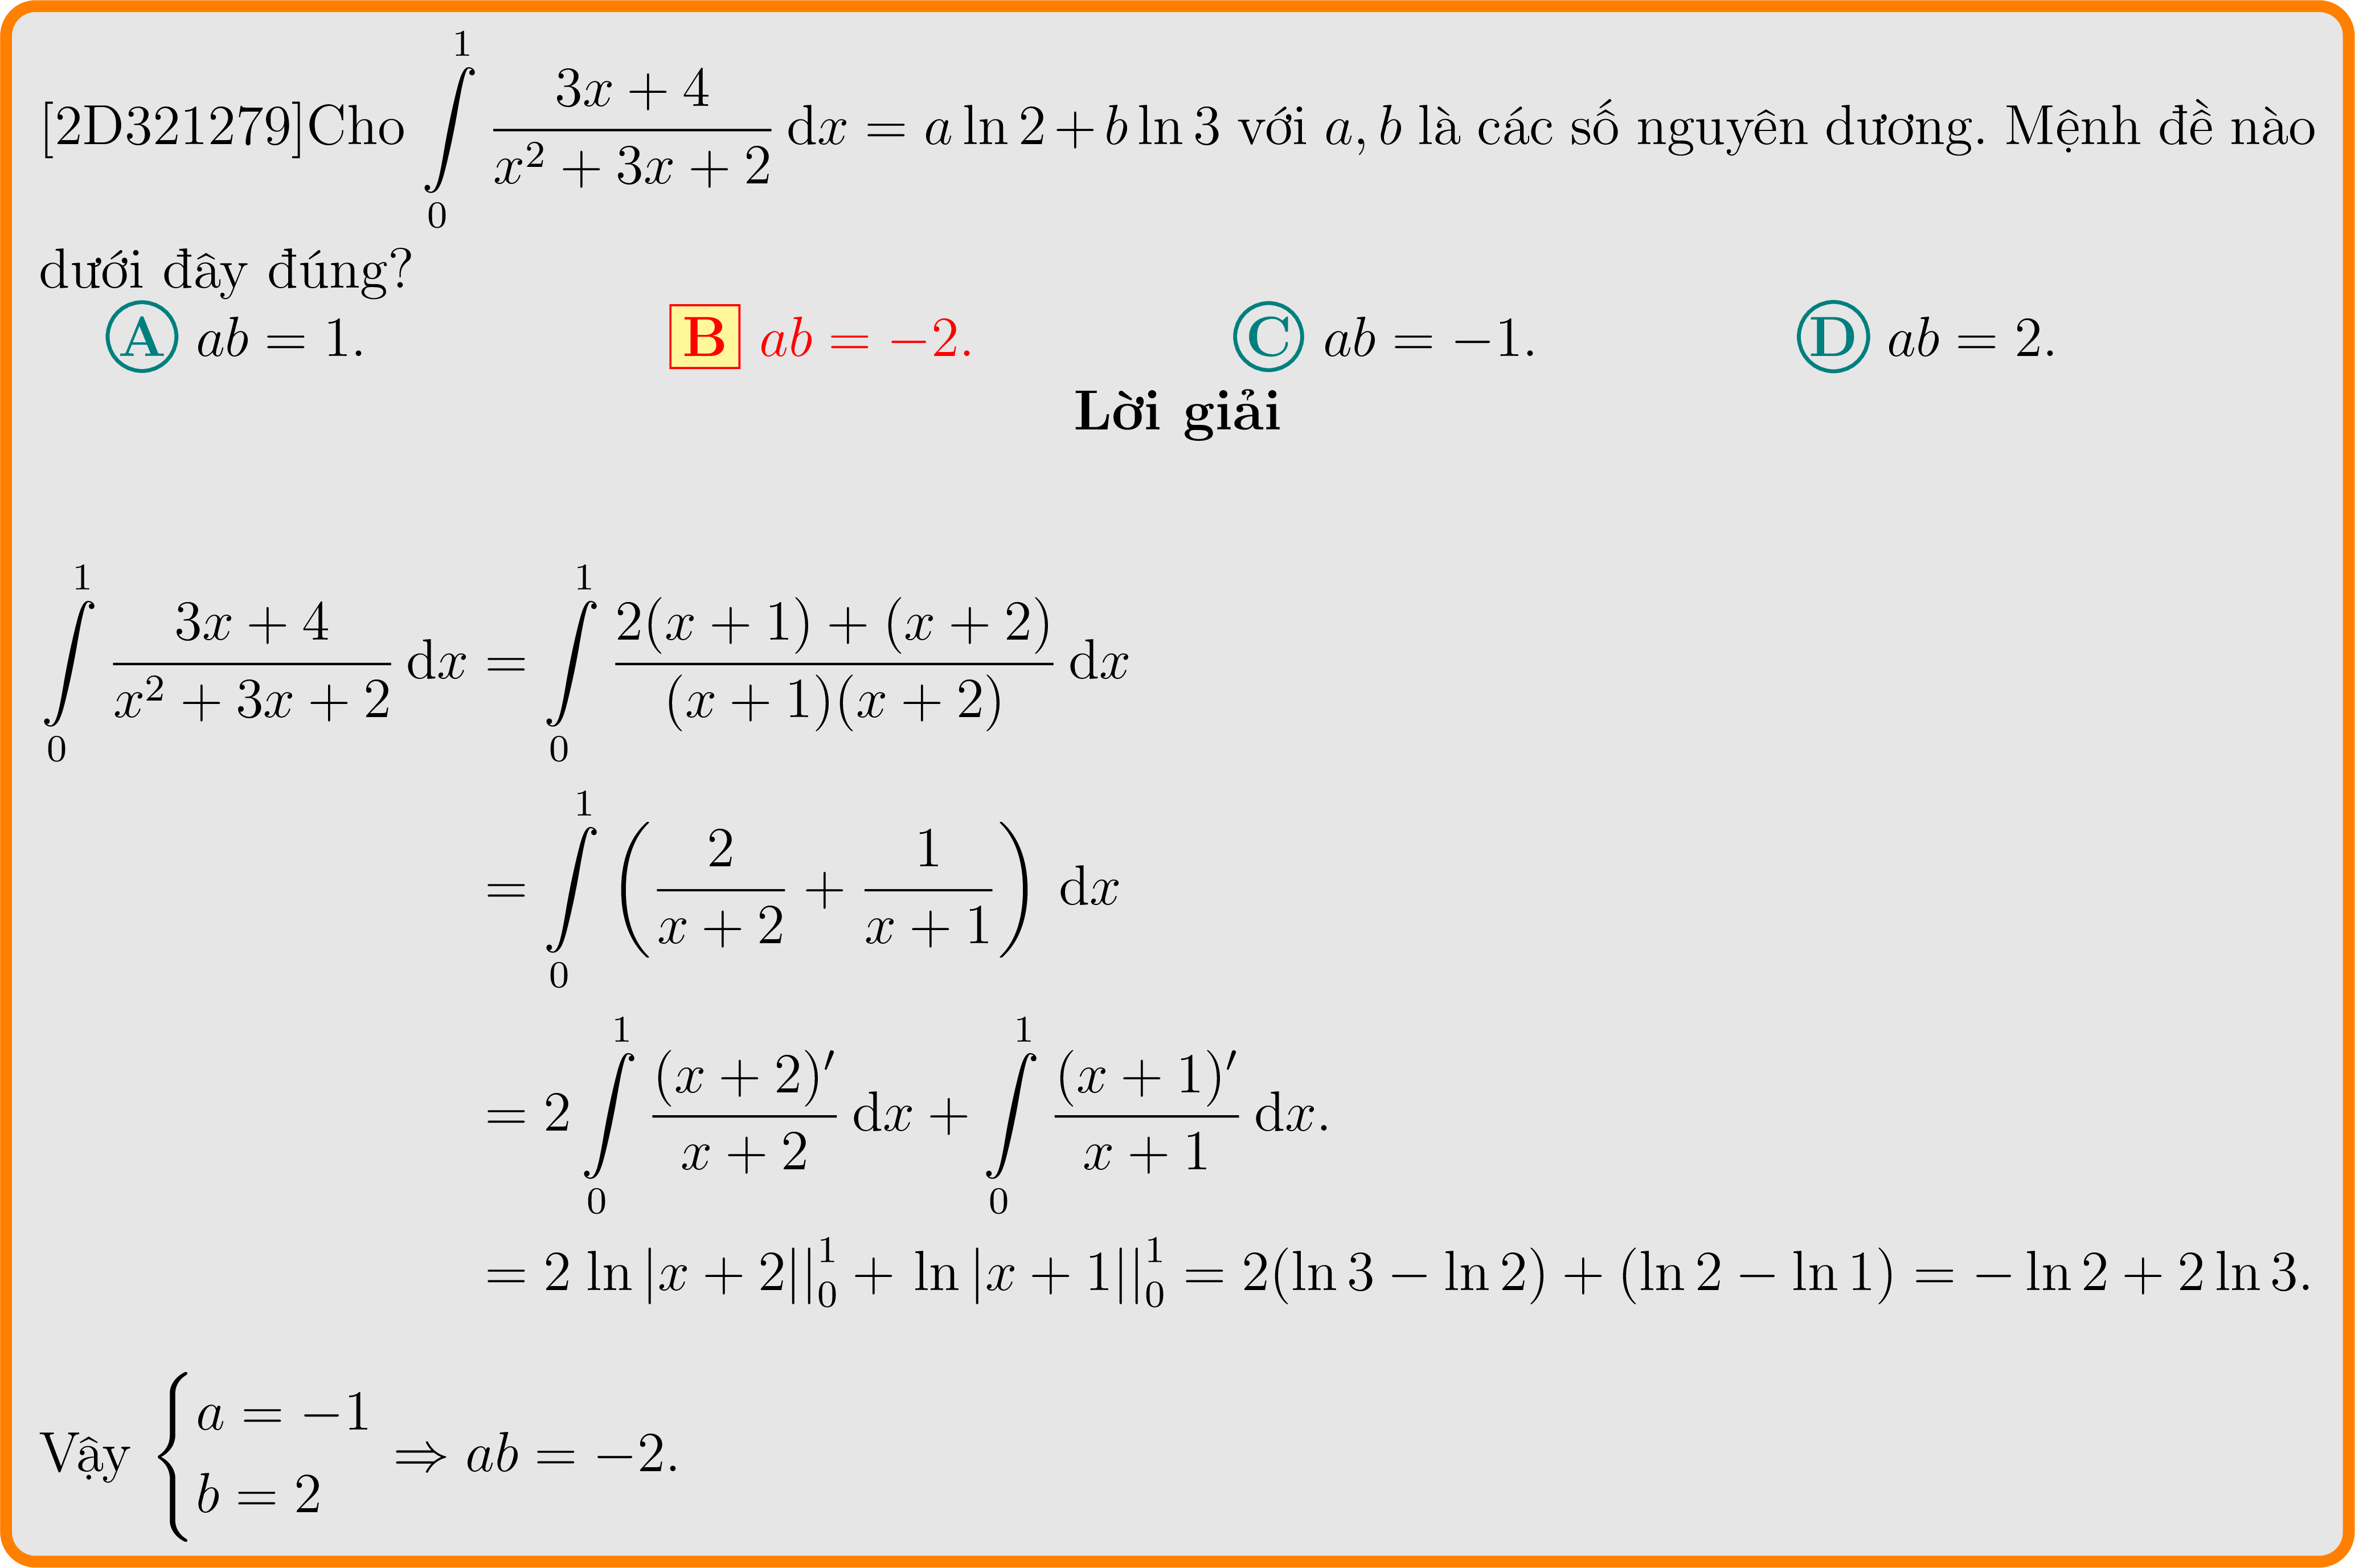 [2D321279]Cho $\int\limits_0^1 \frac{3x+4}{x^2+3x+2}\,\mathrm{d}x = a\ln 2 + b\ln 3$ với $a, b$ là các số nguyên dương. Mệnh đề nào
dưới đây đúng?
A $ab = 1$. B $ab = -2$. C $ab = -1$. D $ab = 2$.
Lời giải
$\int\limits_0^1 \frac{3x+4}{x^2+3x+2}\,\mathrm{d}x = \int\limits_0^1 \frac{2(x+1)+(x+2)}{(x+1)(x+2)}\,\mathrm{d}x$
$= \int\limits_0^1 \left(\frac{2}{x+2} + \frac{1}{x+1}\right)\,\mathrm{d}x$
$= 2\int\limits_0^1 \frac{(x+2)'}{x+2}\,\mathrm{d}x + \int\limits_0^1 \frac{(x+1)'}{x+1}\,\mathrm{d}x.$
$= 2\ln|x+2|\big|_0^1 + \ln|x+1|\big|_0^1 = 2(\ln 3 - \ln 2) + (\ln 2 - \ln 1) = -\ln 2 + 2\ln 3.$
Vậy $\begin{cases} a = -1 \\ b = 2 \end{cases} \Rightarrow ab = -2.$